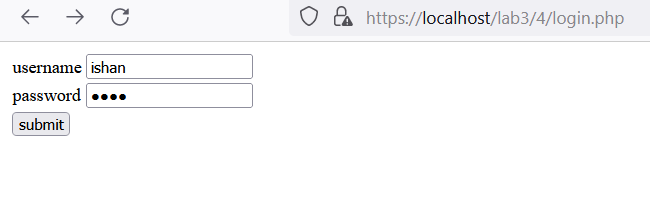 https://localhost/lab3/4/login.php
username ishan
password ●●●●
submit